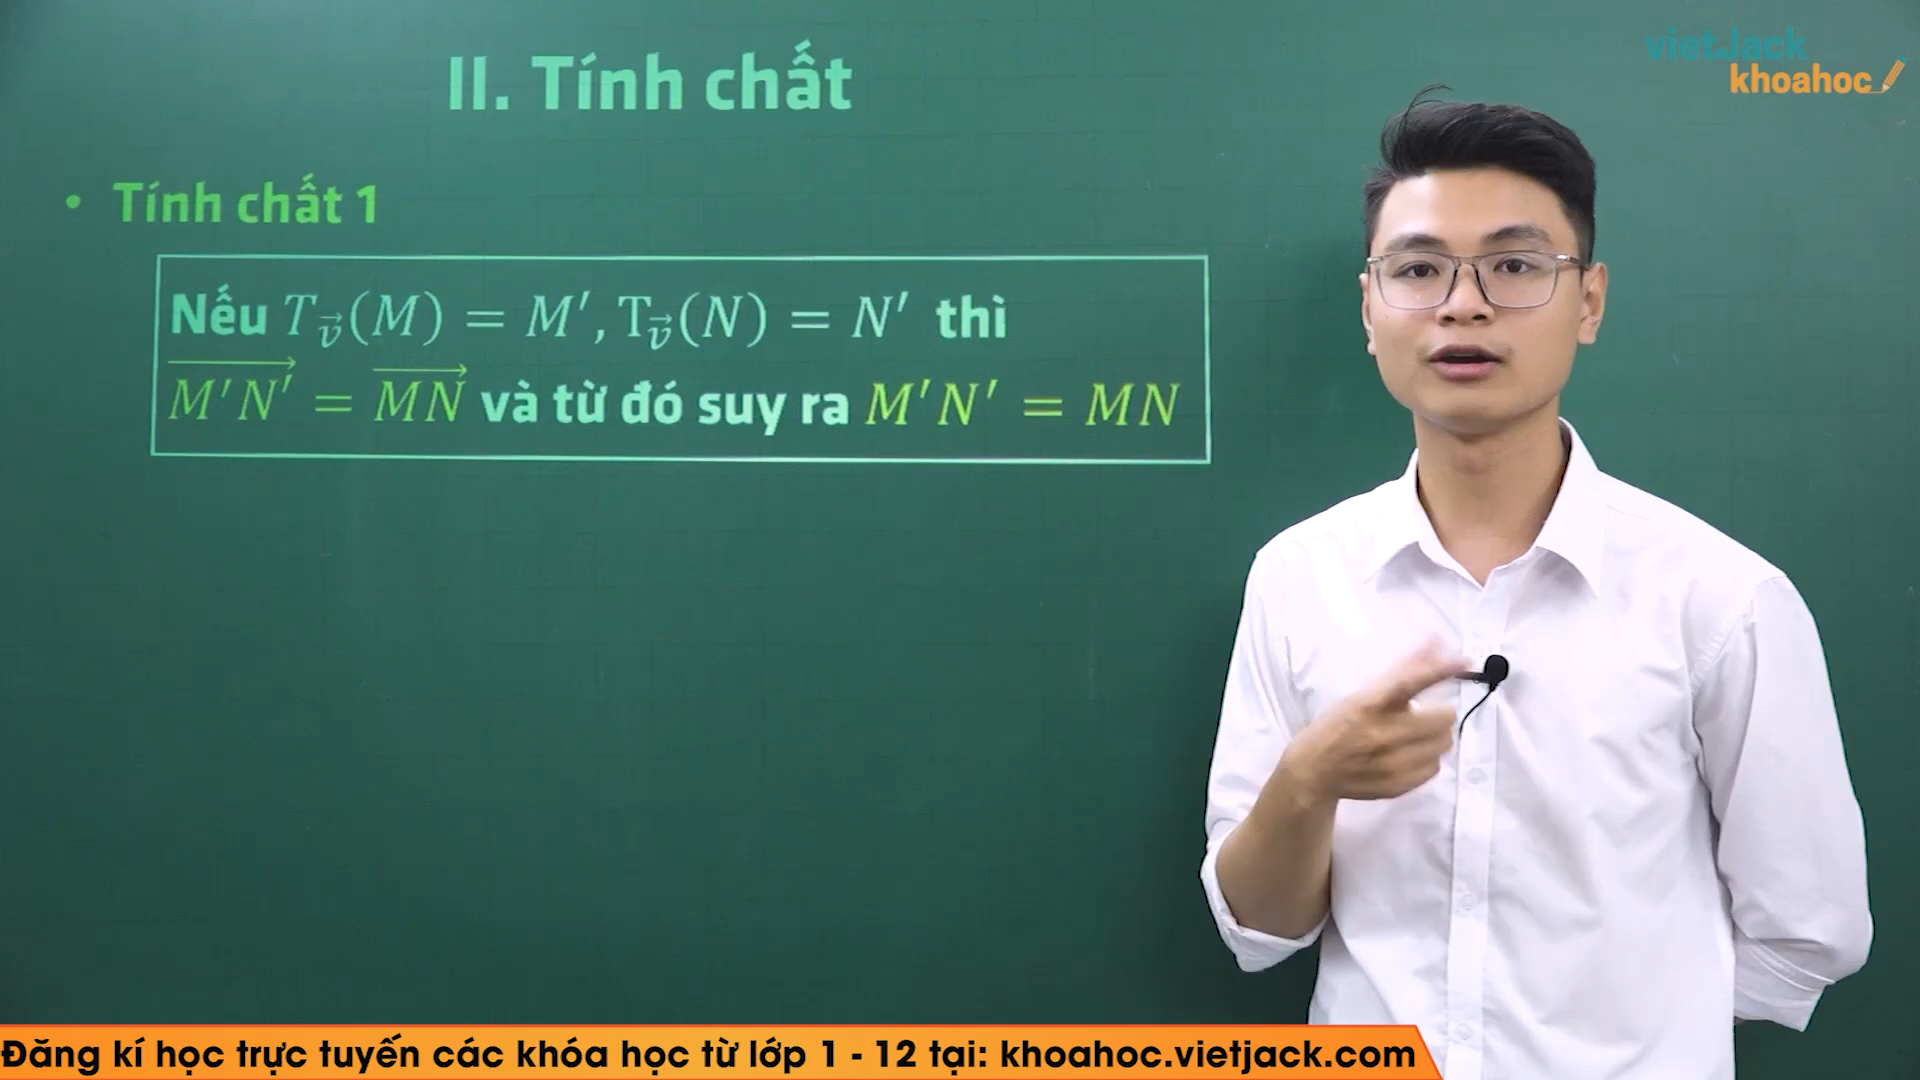 vietJack
khoahoc
II. Tính chất
• Tính chất 1
Nếu $T_{\vec{v}}(M) = M', T_{\vec{v}}(N) = N'$ thì
$\overrightarrow{M'N'} = \overrightarrow{MN}$ và từ đó suy ra $M'N' = MN$
Đăng kí học trực tuyến các khóa học từ lớp 1 - 12 tại: khoahoc.vietjack.com